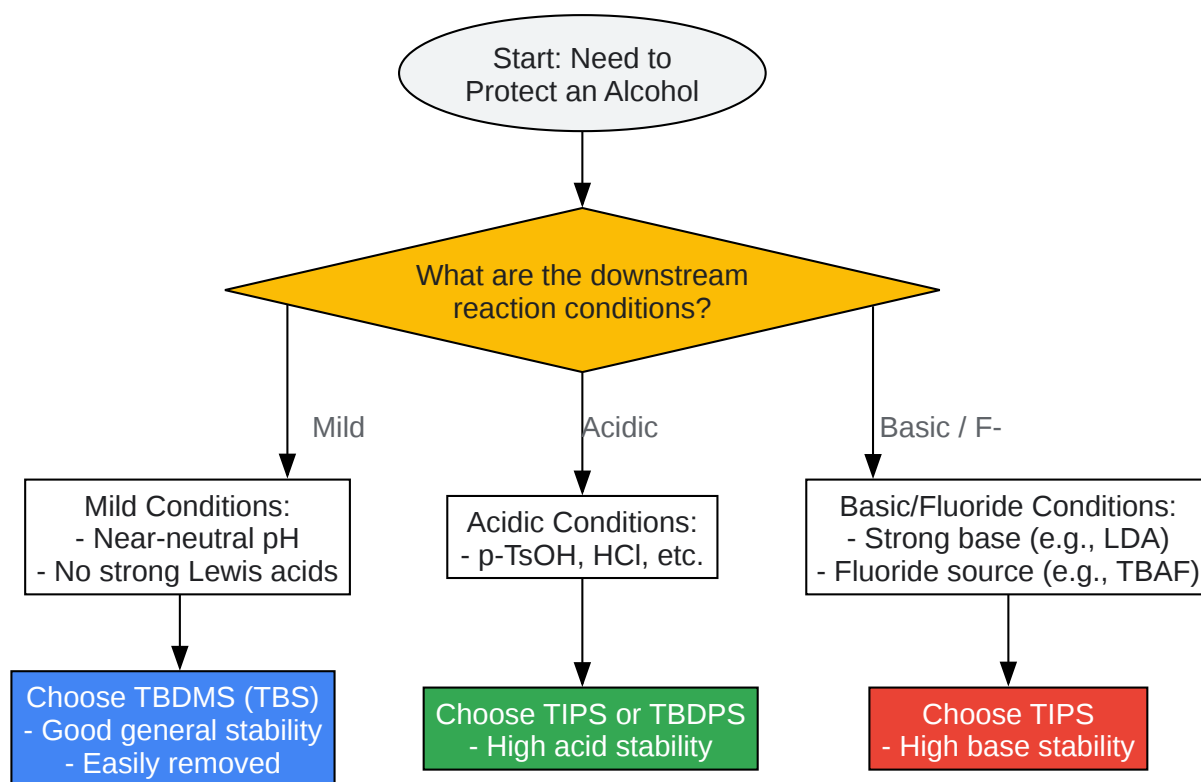 Start: Need to
Protect an Alcohol
What are the downstream
reaction conditions?
Mild
Acidic
Basic / F-
Mild Conditions:
- Near-neutral pH
- No strong Lewis acids
Acidic Conditions:
- p-TsOH, HCl, etc.
Basic/Fluoride Conditions:
- Strong base (e.g., LDA)
- Fluoride source (e.g., TBAF)
Choose TBDMS (TBS)
- Good general stability
- Easily removed
Choose TIPS or TBDPS
- High acid stability
Choose TIPS
- High base stability